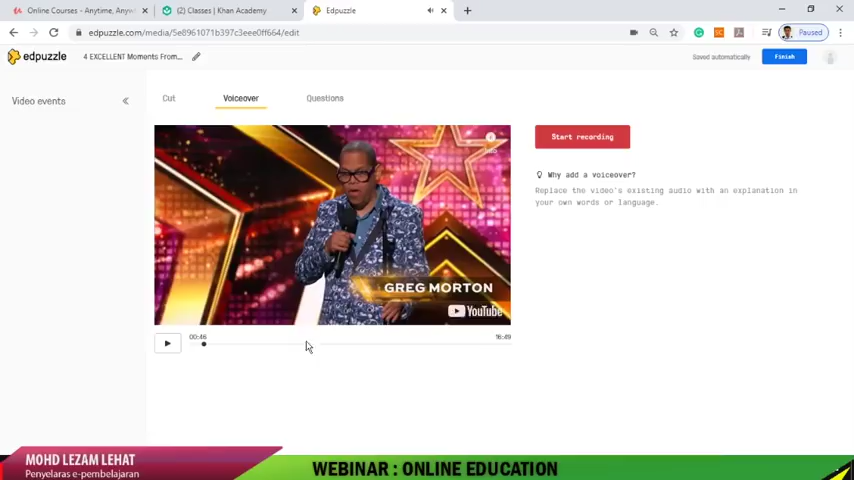 Online Courses - Anytime, Anyw
(2) Classes | Khan Academy
Edpuzzle
edpuzzle.com/media/5e8961071b397c3eee0ff664/edit
Paused
edpuzzle
4 EXCELLENT Moments From...
Saved automatically
Finish
Video events
Cut
Voiceover
Questions
Start recording
Why add a voiceover?
Replace the video's existing audio with an explanation in
your own words or language.
GREG MORTON
YouTube
00:46
16:49
MOHD LEZAM LEHAT
Penyelaras e-pembelajaran
WEBINAR : ONLINE EDUCATION